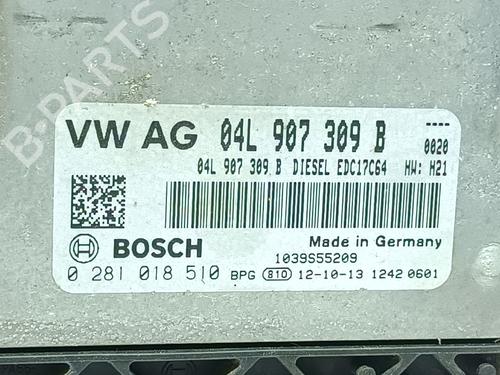 B-PARTS
VW AG 04L 907 309 B ----
0020
04L 907 309 B DIESEL EDC17C64 HW: H21
BOSCH
Made in Germany
1039S55209
0 281 018 510 BPG 810 12-10-13 1242 0601